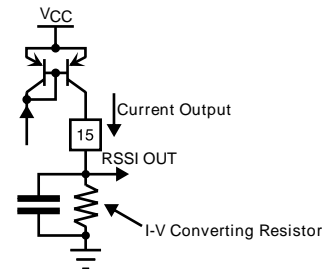 VCC
Current Output
15
RSSI OUT
I-V Converting Resistor